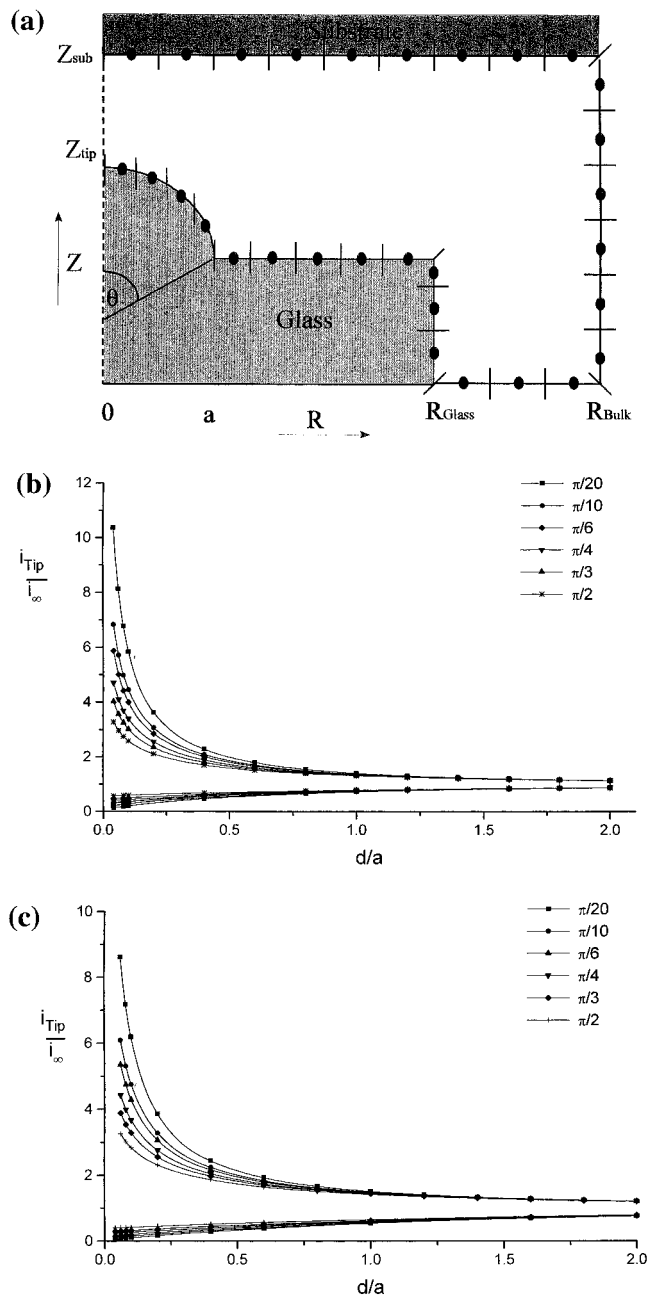 (a)
Substrate
Zsub
Ztip
Z
θ
Glass
0
a
R
RGlass
RBulk
(b)
12
10
8
6
4
2
0
iTip
i∞
π/20
π/10
π/6
π/4
π/3
π/2
0.0
0.5
1.0
1.5
2.0
d/a
(c)
10
8
6
4
2
0
iTip
i∞
π/20
π/10
π/6
π/4
π/3
π/2
0.0
0.5
1.0
1.5
2.0
d/a